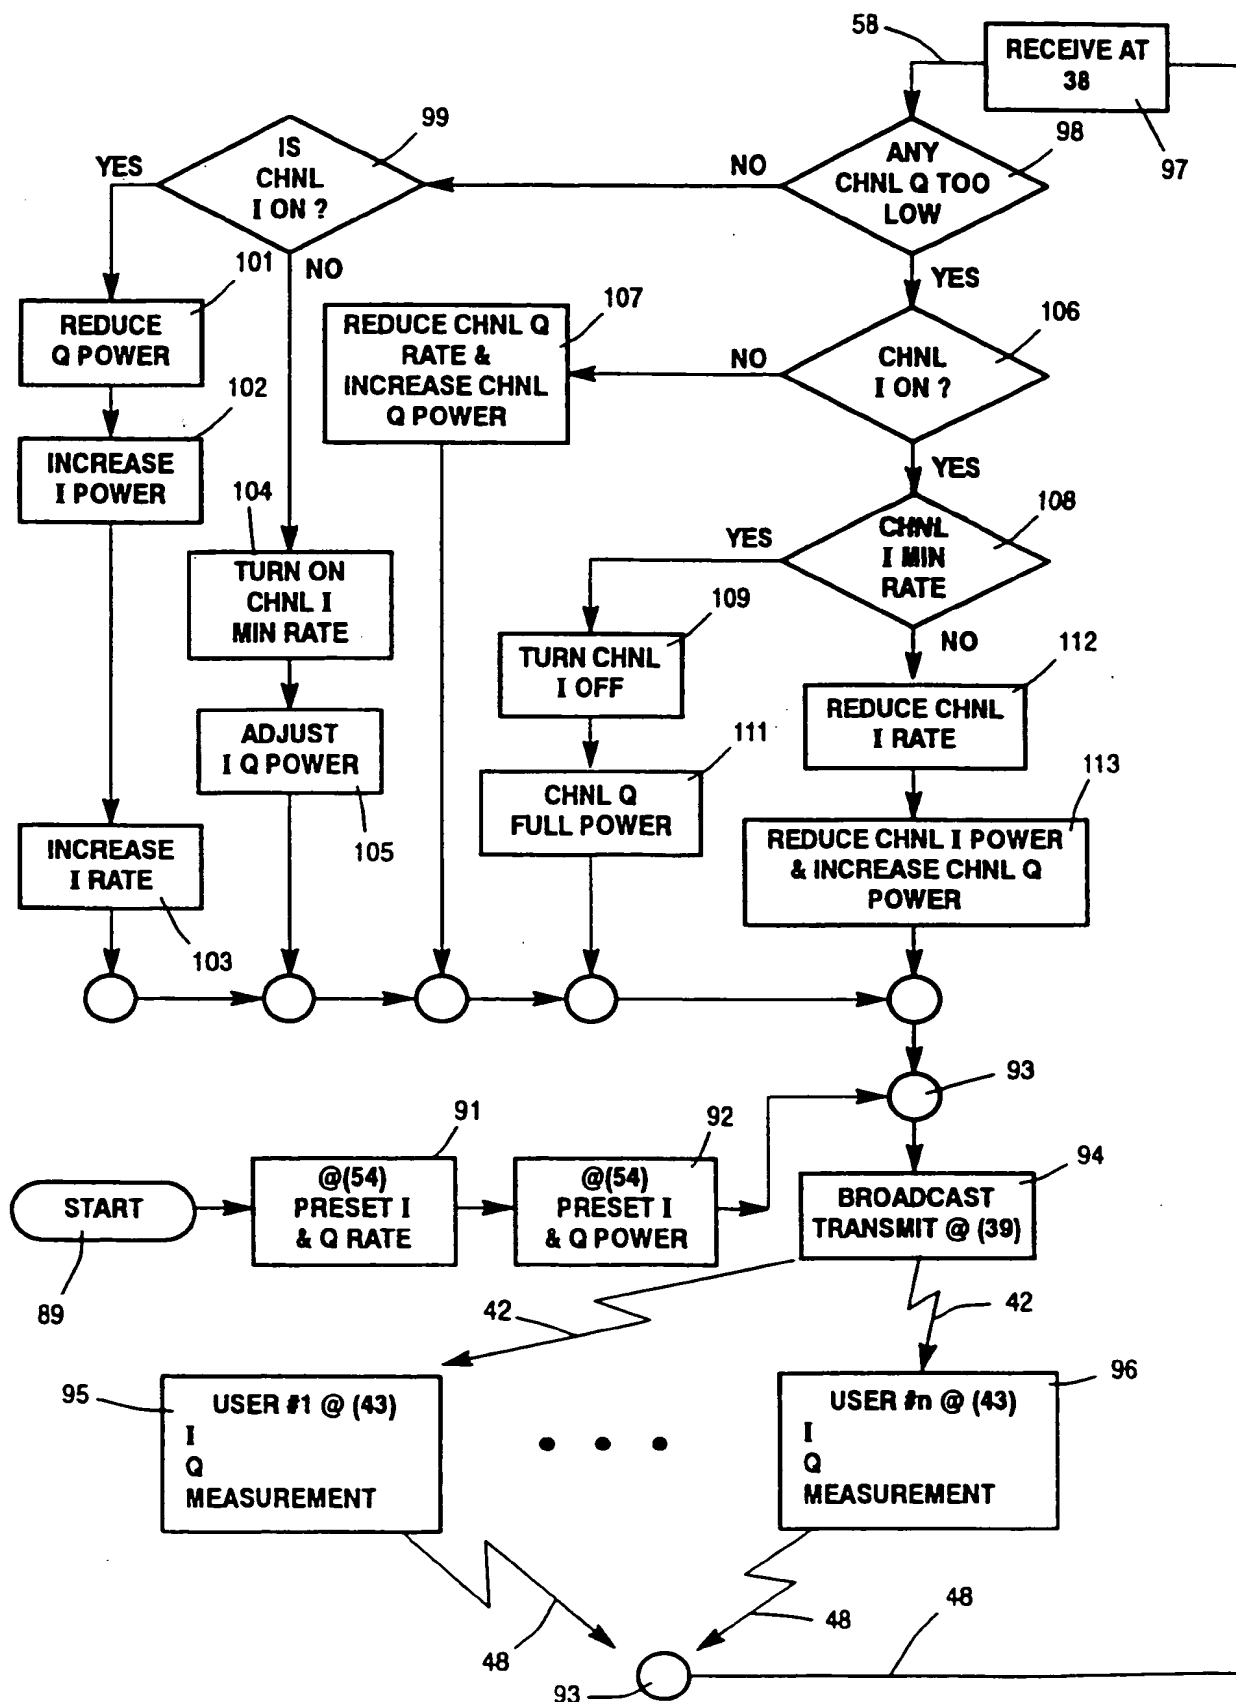 58
RECEIVE AT
38
97
99
IS
CHNL
I ON ?
YES
NO
98
ANY
CHNL Q TOO
LOW
NO
YES
101
REDUCE
Q POWER
102
INCREASE
I POWER
107
REDUCE CHNL Q
RATE &
INCREASE CHNL
Q POWER
NO
106
CHNL
I ON ?
YES
104
TURN ON
CHNL I
MIN RATE
YES
108
CHNL
I MIN
RATE
NO
109
TURN CHNL
I OFF
112
REDUCE CHNL
I RATE
ADJUST
I Q POWER
105
111
CHNL Q
FULL POWER
113
REDUCE CHNL I POWER
& INCREASE CHNL Q
POWER
INCREASE
I RATE
103
93
91
92
94
START
89
@(54)
PRESET I
& Q RATE
@(54)
PRESET I
& Q POWER
BROADCAST
TRANSMIT @ (39)
42
42
95
USER #1 @ (43)
I
Q
MEASUREMENT
96
USER #n @ (43)
I
Q
MEASUREMENT
48
48
48
93